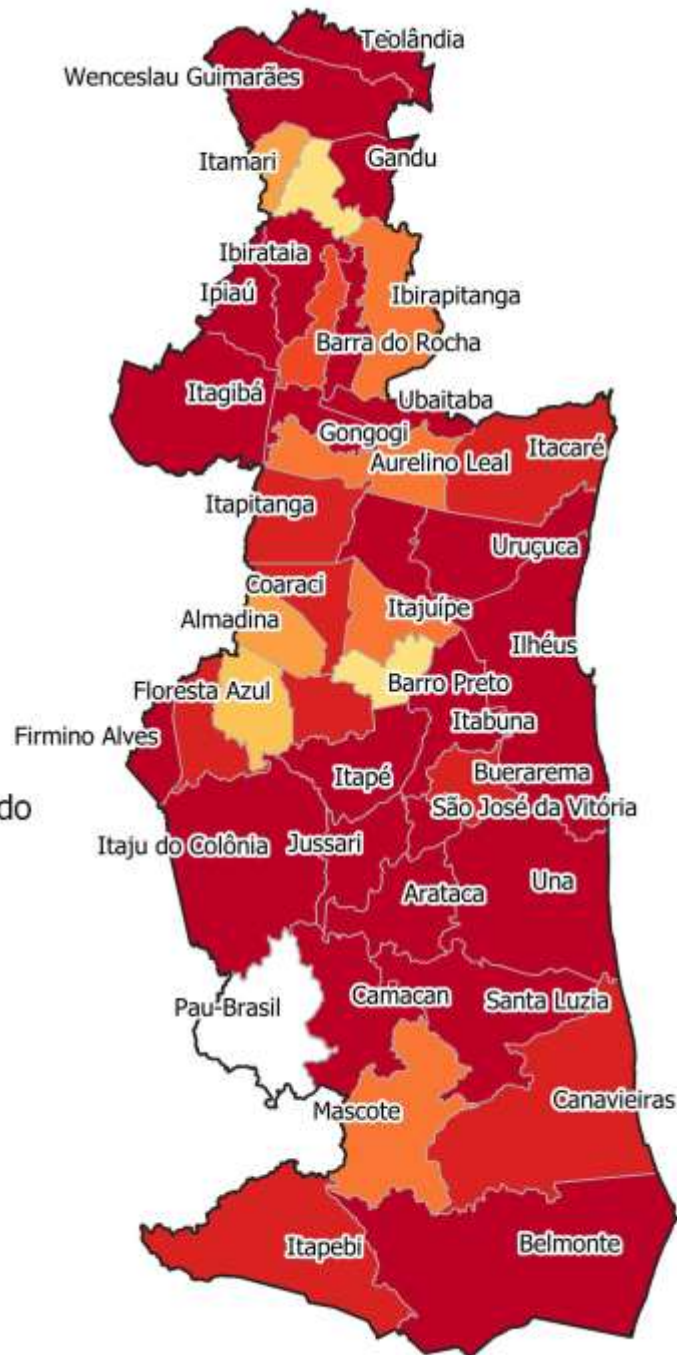 Teolândia
Wenceslau Guimarães
Itamari
Gandu
Ibirataia
Ipiaú
Ibirapitanga
Barra do Rocha
Itagibá
Ubaitaba
Gongogi
Itacaré
Aurelino Leal
Itapitanga
Uruçuca
Coaraci
Itajuípe
Almadina
Ilhéus
Floresta Azul
Barro Preto
Itabuna
Firmino Alves
Itapé
Buerarema
do
São José da Vitória
Itaju do Colônia
Jussari
Arataca
Una
Pau-Brasil
Camacan
Santa Luzia
Mascote
Canavieiras
Itapebi
Belmonte